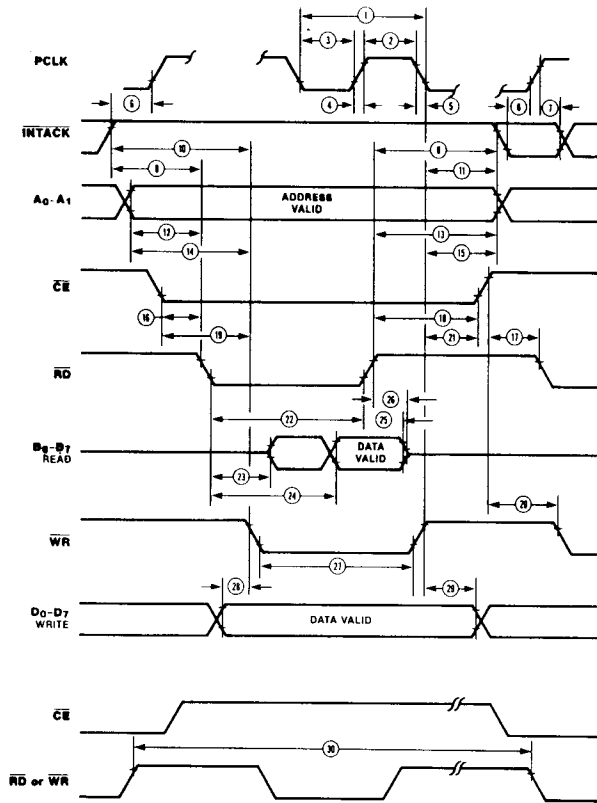 1
3 2
PCLK
6 4 5 6 7
INTACK
10 6
8 11
A0-A1 ADDRESS VALID
12 13
14 15
CE
16 18 17
19 21
RD
26
22 25
D0-D7 READ DATA VALID
23
24
WR 20
27
28 29
D0-D7 WRITE DATA VALID
CE
30
RD or WR